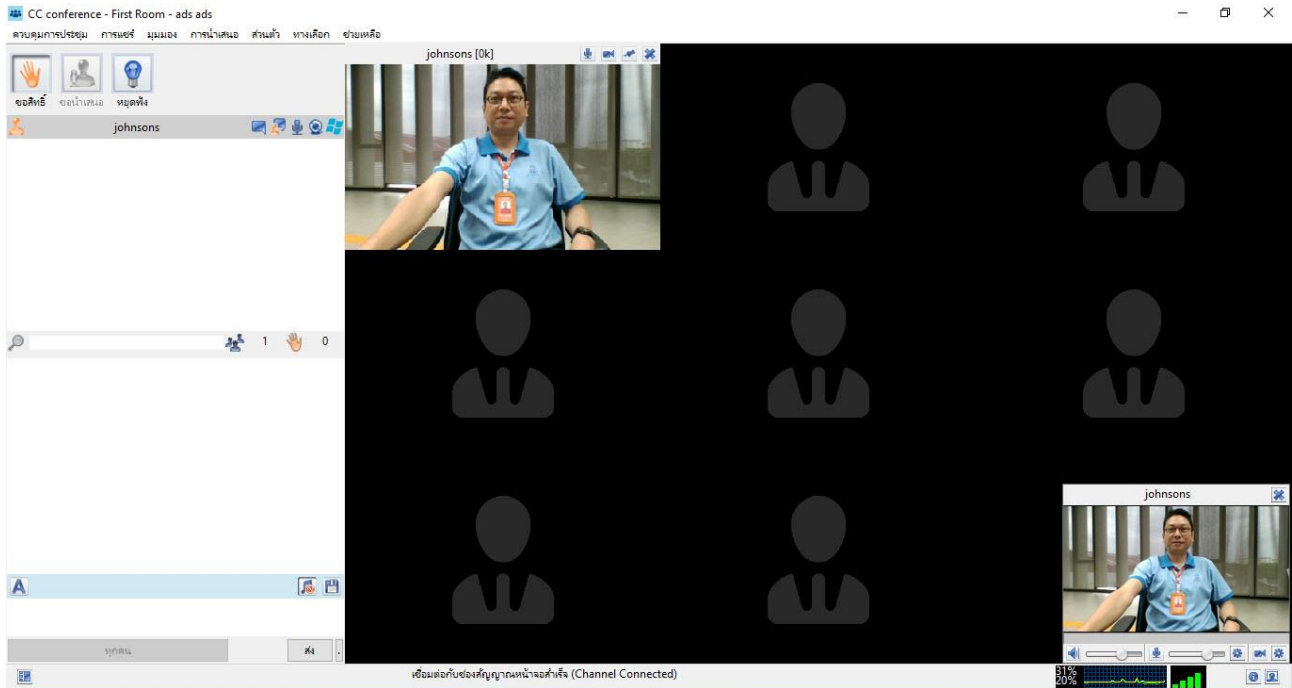 CC conference - First Room - ads ads
ควบคุมการประชุม การแชร์ มุมมอง การนำเสนอ ส่วนตัว ทางเลือก ช่วยเหลือ
ขอสิทธิ์ ขอนำเสนอ หยุดฟัง
johnsons
johnsons [0k]
1 0
johnsons
A
ทุกคน ส่ง
เชื่อมต่อกับช่องสัญญาณหน้าจอสำเร็จ (Channel Connected)
31%
20%